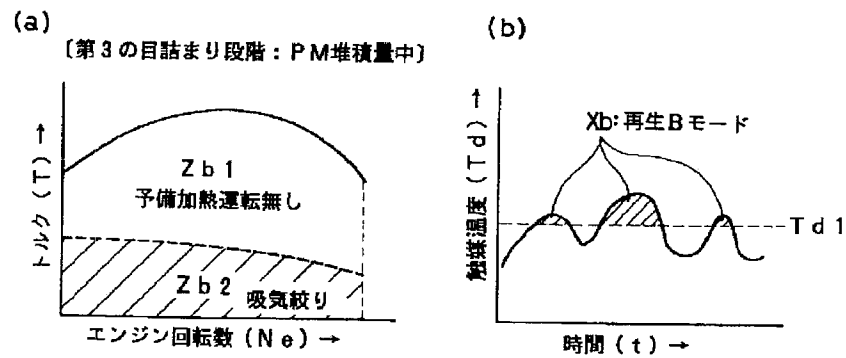 (a)
〔第3の目詰まり段階：PM堆積量中〕
トルク(T)→
Zb1
予備加熱運転無し
Zb2
吸気絞り
エンジン回転数(Ne)→
(b)
触媒温度(Td)→
Xb:再生Bモード
Td1
時間(t)→